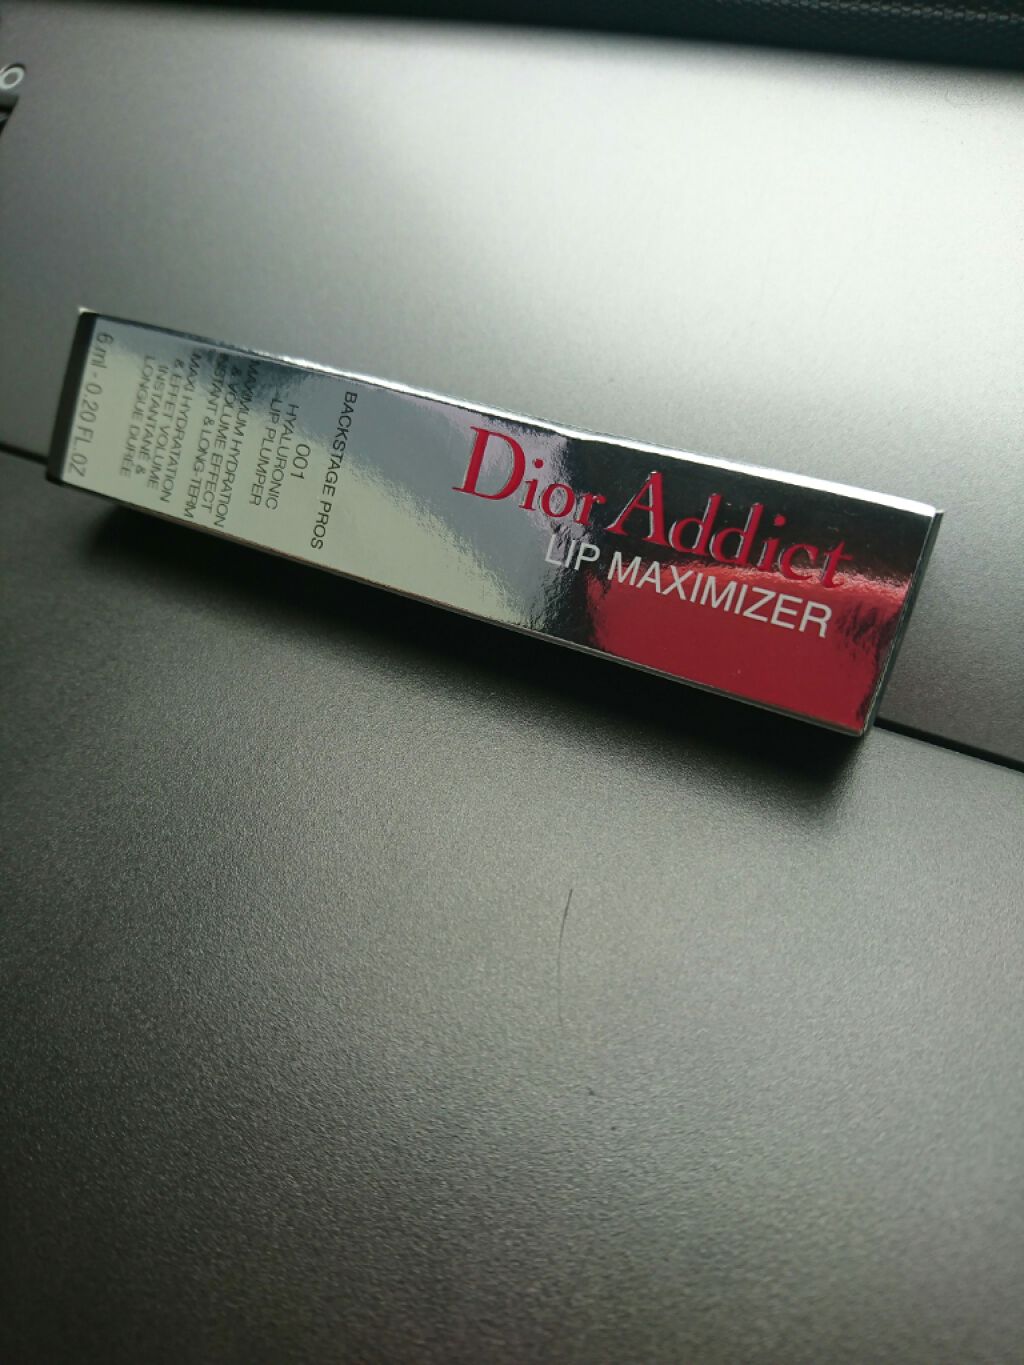 Dior Addict
LIP MAXIMIZER
BACKSTAGE PROS
001
HYALURONIC
LIP PLUMPER
MAXIMUM HYDRATION
& VOLUME EFFECT
INSTANT & LONG-TERM
MAXI HYDRATATION
& EFFET VOLUME
INSTANTANÉ &
LONGUE DURÉE
6 ml - 0.20 FL.OZ